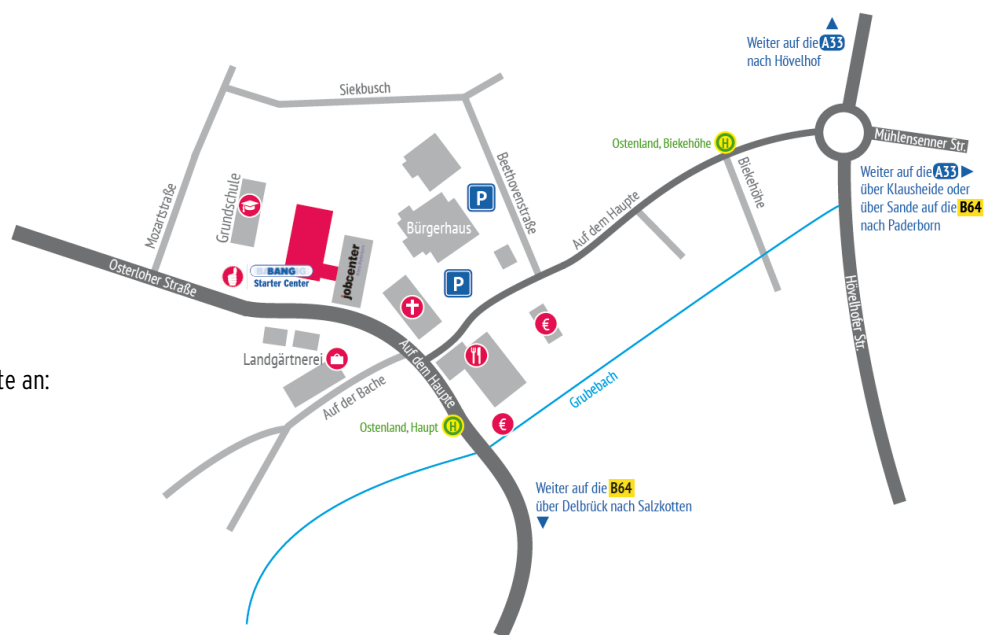 Weiter auf die A33
nach Hövelhof
Siekbusch
Ostenland, Biekehöhe
H
Mühlensenner Str.
Weiter auf die A33
über Klausheide oder
über Sande auf die B64
nach Paderborn
Mozartstraße
Grundschule
Beethovenstraße
Biekehöhe
P
Bürgerhaus
Auf dem Haupte
Osterloher Straße
BANG
Starter Center
jobcenter
P
Hövelhofer Str.
€
Landgärtnerei
Auf dem Haupte
te an:
Auf der Bache
Grubebach
Ostenland, Haupt
H
€
Weiter auf die B64
über Delbrück nach Salzkotten